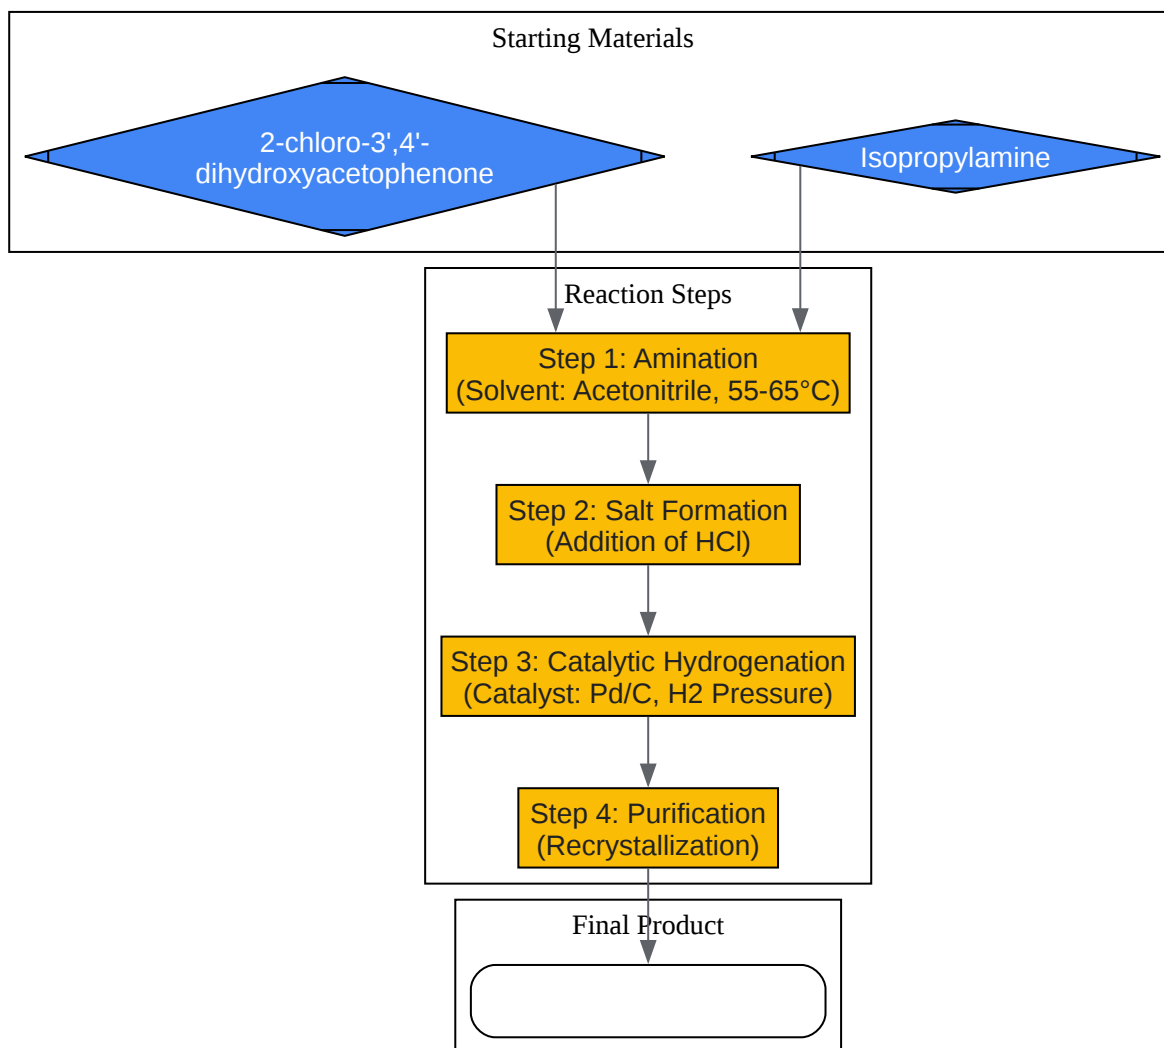 Starting Materials
2-chloro-3',4'-
dihydroxyacetophenone
Isopropylamine
Reaction Steps
Step 1: Amination
(Solvent: Acetonitrile, 55-65°C)
Step 2: Salt Formation
(Addition of HCl)
Step 3: Catalytic Hydrogenation
(Catalyst: Pd/C, H2 Pressure)
Step 4: Purification
(Recrystallization)
Final Product